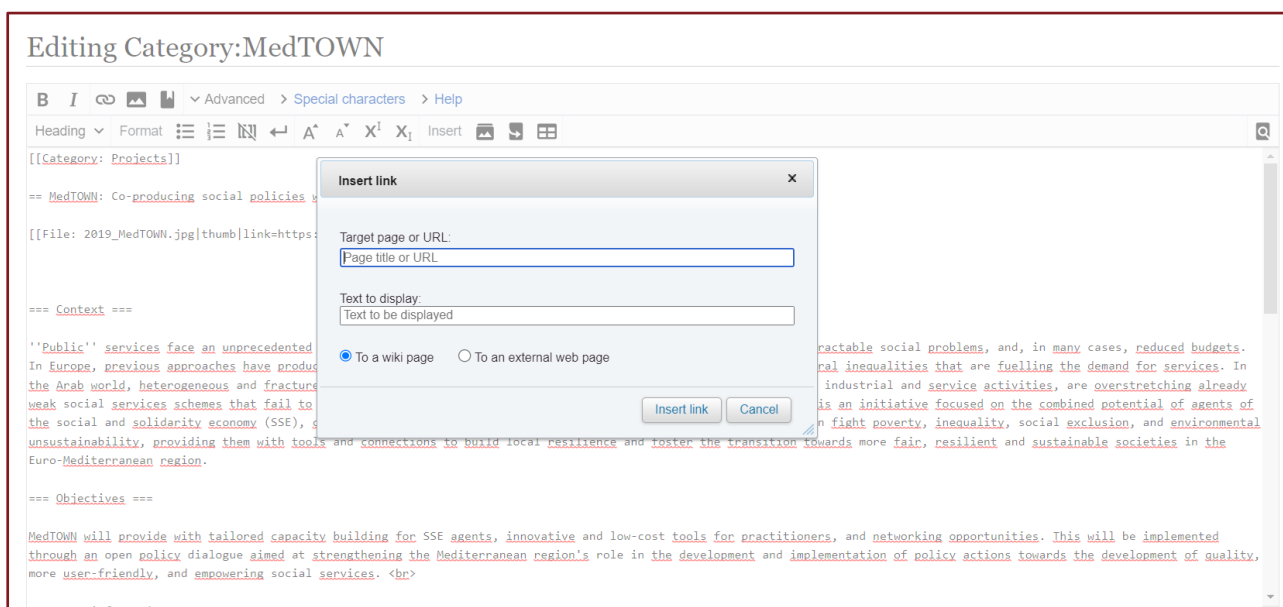 Editing Category:MedTOWN
B I Advanced Special characters Help
Heading Format A A X I X I Insert
[[Category: Projects]]
Insert link x
== MedTOWN: Co-producing social policies
[[File: 2019_MedTOWN.jpg|thumb|link=https:
Target page or URL:
Page title or URL
Text to display:
Text to be displayed
=== Context ===
To a wiki page To an external web page
''Public'' services face an unprecedented ractable social problems, and, in many cases, reduced budgets.
In Europe, previous approaches have produc ral inequalities that are fuelling the demand for services. In
the Arab world, heterogeneous and fracture industrial and service activities, are overstretching already
weak social services schemes that fail to is an initiative focused on the combined potential of agents of
Insert link Cancel
the social and solidarity economy (SSE), n fight poverty, inequality, social exclusion, and environmental
unsustainability, providing them with tools and connections to build local resilience and foster the transition towards more fair, resilient and sustainable societies in the
Euro-Mediterranean region.
=== Objectives ===
MedTOWN will provide with tailored capacity building for SSE agents, innovative and low-cost tools for practitioners, and networking opportunities. This will be implemented
through an open policy dialogue aimed at strengthening the Mediterranean region's role in the development and implementation of policy actions towards the development of quality,
more user-friendly, and empowering social services. <br>